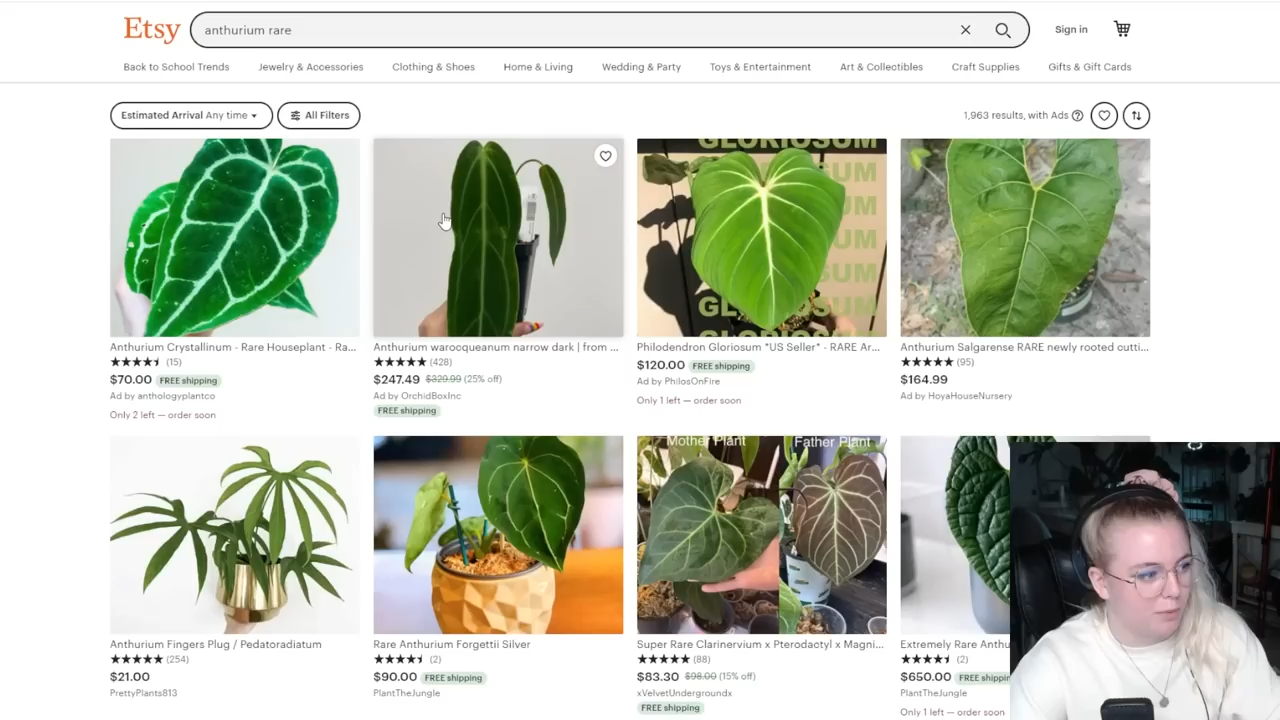 Etsy
anthurium rare
Sign in
Back to School Trends
Jewelry & Accessories
Clothing & Shoes
Home & Living
Wedding & Party
Toys & Entertainment
Art & Collectibles
Craft Supplies
Gifts & Gift Cards
Estimated Arrival Any time
All Filters
1,963 results, with Ads
GLORIOSUM
GLORIOSUM
Anthurium Crystallinum - Rare Houseplant - Ra...
(15)
$70.00 FREE shipping
Ad by anthologyplantco
Only 2 left — order soon
Anthurium warocqueanum narrow dark | from ...
(428)
$247.49 $329.99 (25% off)
Ad by OrchidBoxInc
FREE shipping
Philodendron Gloriosum "US Seller" - RARE Ar...
$120.00 FREE shipping
Ad by PhilosOnFire
Only 1 left — order soon
Anthurium Salgarense RARE newly rooted cutti...
(95)
$164.99
Ad by HoyaHouseNursery
Mother Plant
Father Plant
Anthurium Fingers Plug / Pedatoradiatum
(254)
$21.00
PrettyPlants813
Rare Anthurium Forgettii Silver
(2)
$90.00 FREE shipping
PlantTheJungle
Super Rare Clarinervium x Pterodactyl x Magni...
(88)
$83.30 $98.00 (15% off)
xVelvetUndergroundx
FREE shipping
Extremely Rare Anthu
(2)
$650.00 FREE shippin
PlantTheJungle
Only 1 left — order soon